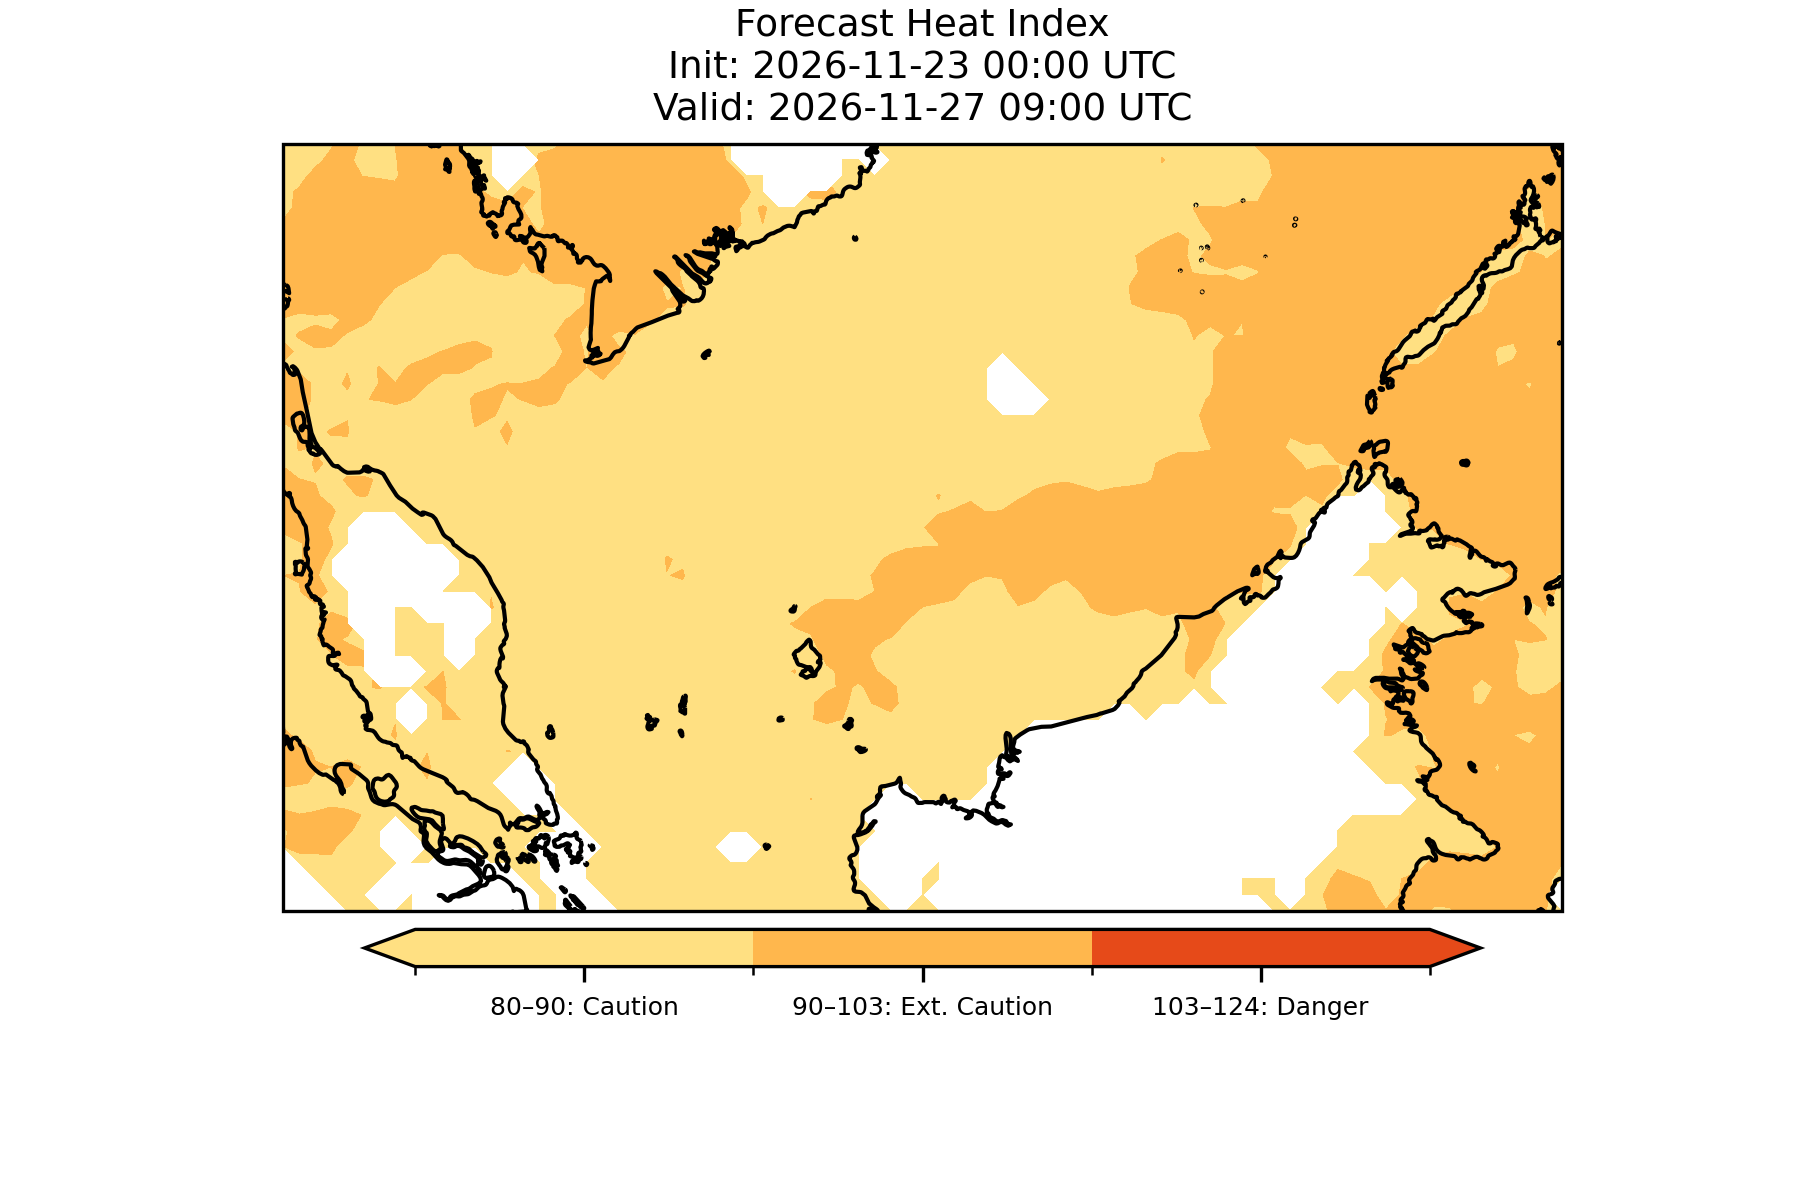 Forecast Heat Index
Init: 2026-11-23 00:00 UTC
Valid: 2026-11-27 09:00 UTC
80–90: Caution
90–103: Ext. Caution
103–124: Danger